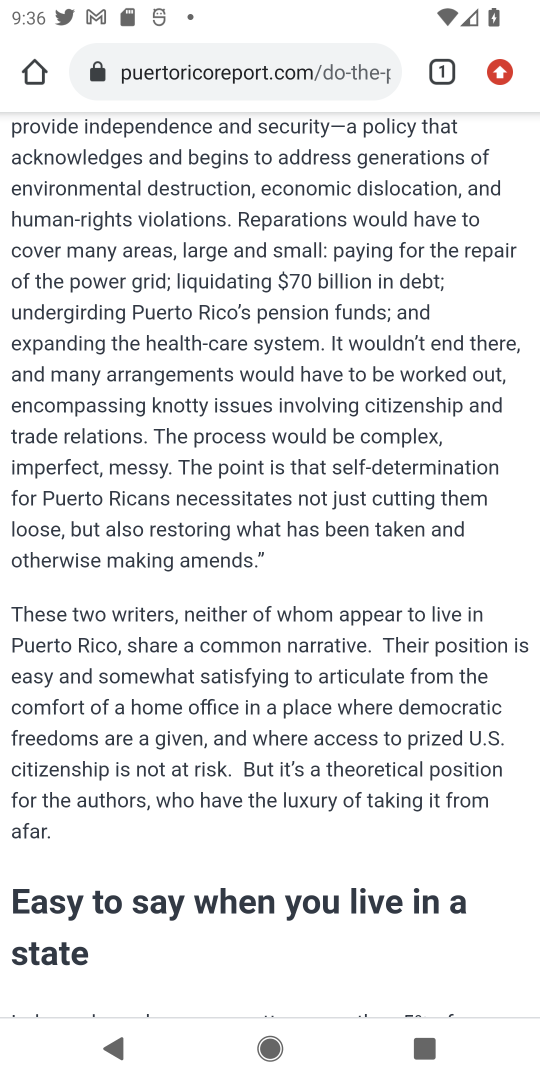 9:36
1
puertoricoreport.com/do-the-p
provide independence and security—a policy that
acknowledges and begins to address generations of
environmental destruction, economic dislocation, and
human-rights violations. Reparations would have to
cover many areas, large and small: paying for the repair
of the power grid; liquidating $70 billion in debt;
undergirding Puerto Rico’s pension funds; and
expanding the health-care system. It wouldn’t end there,
and many arrangements would have to be worked out,
encompassing knotty issues involving citizenship and
trade relations. The process would be complex,
imperfect, messy. The point is that self-determination
for Puerto Ricans necessitates not just cutting them
loose, but also restoring what has been taken and
otherwise making amends.”
These two writers, neither of whom appear to live in
Puerto Rico, share a common narrative.  Their position is
easy and somewhat satisfying to articulate from the
comfort of a home office in a place where democratic
freedoms are a given, and where access to prized U.S.
citizenship is not at risk.  But it’s a theoretical position
for the authors, who have the luxury of taking it from
afar.
Easy to say when you live in a
state